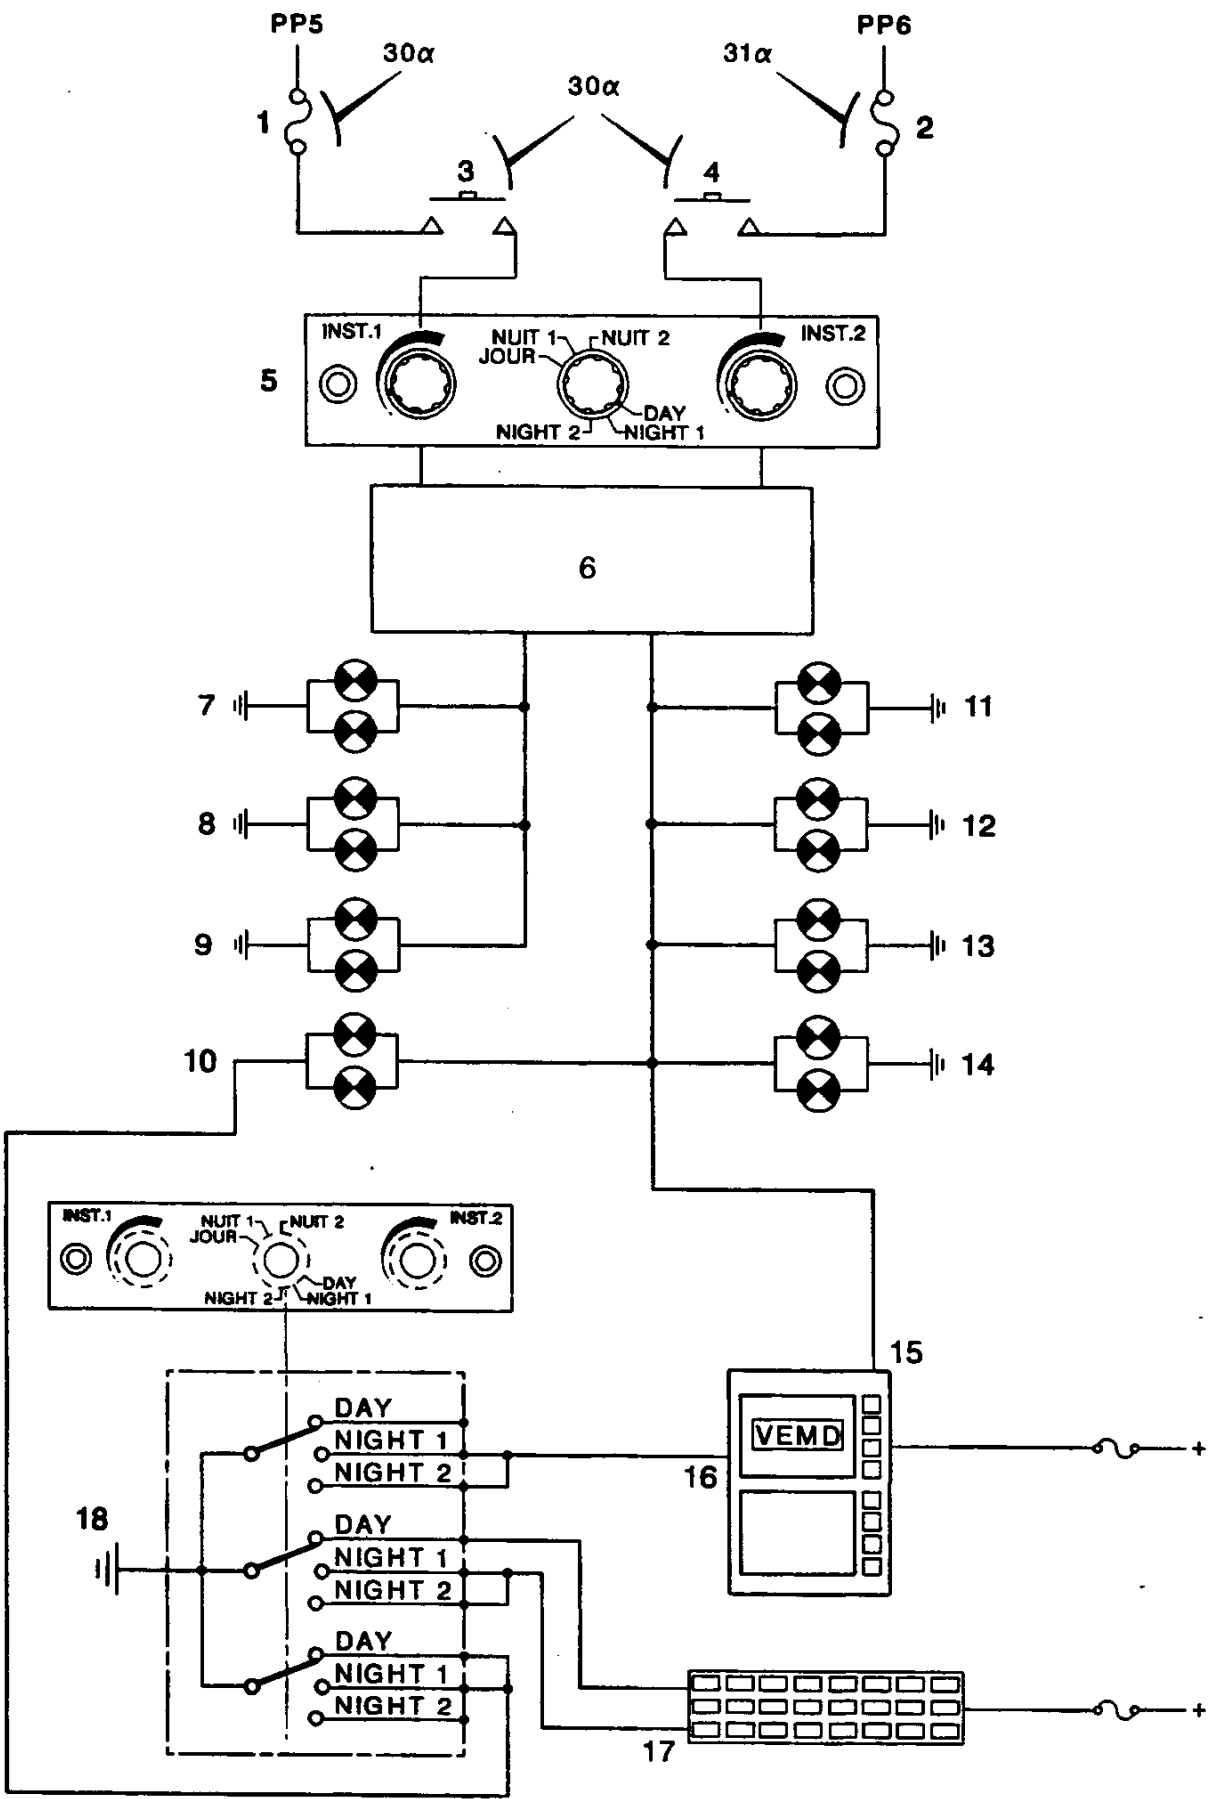 PP5
PP6
30α
31α
30α
1
2
3
4
INST.1
NUIT 1
NUIT 2
INST.2
JOUR
5
DAY
NIGHT 2
NIGHT 1
6
7
11
8
12
9
13
10
14
INST.1
NUIT 1
NUIT 2
INST.2
JOUR
DAY
NIGHT 2
NIGHT 1
15
DAY
VEMD
NIGHT 1
+
NIGHT 2
16
18
DAY
NIGHT 1
NIGHT 2
DAY
NIGHT 1
NIGHT 2
+
17